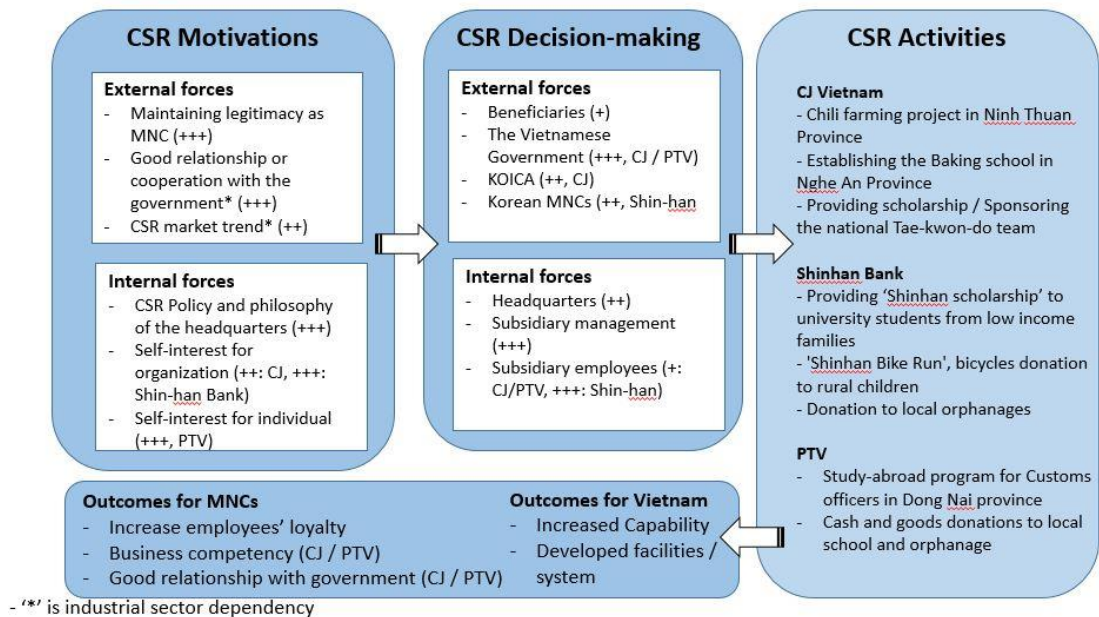 CSR Motivations
External forces
- Maintaining legitimacy as
MNC (+++)
- Good relationship or
cooperation with the
government* (+++)
- CSR market trend* (++)
Internal forces
- CSR Policy and philosophy
of the headquarters (+++)
- Self-interest for
organization (++: CJ, +++:
Shin-han Bank)
- Self-interest for individual
(+++, PTV)
CSR Decision-making
External forces
- Beneficiaries (+)
- The Vietnamese
Government (+++, CJ / PTV)
- KOICA (++, CJ)
- Korean MNCs (++, Shin-han
Internal forces
- Headquarters (++)
- Subsidiary management
(+++)
- Subsidiary employees (+:
CJ/PTV, +++: Shin-han)
CSR Activities
CJ Vietnam
- Chili farming project in Ninh Thuan
Province
- Establishing the Baking school in
Nghe An Province
- Providing scholarship / Sponsoring
the national Tae-kwon-do team
Shinhan Bank
- Providing ‘Shinhan scholarship’ to
university students from low income
families
- 'Shinhan Bike Run', bicycles donation
to rural children
- Donation to local orphanages
PTV
- Study-abroad program for Customs
officers in Dong Nai province
- Cash and goods donations to local
school and orphanage
Outcomes for MNCs
- Increase employees’ loyalty
- Business competency (CJ / PTV)
- Good relationship with government (CJ / PTV)
Outcomes for Vietnam
- Increased Capability
- Developed facilities /
system
- ‘*’ is industrial sector dependency